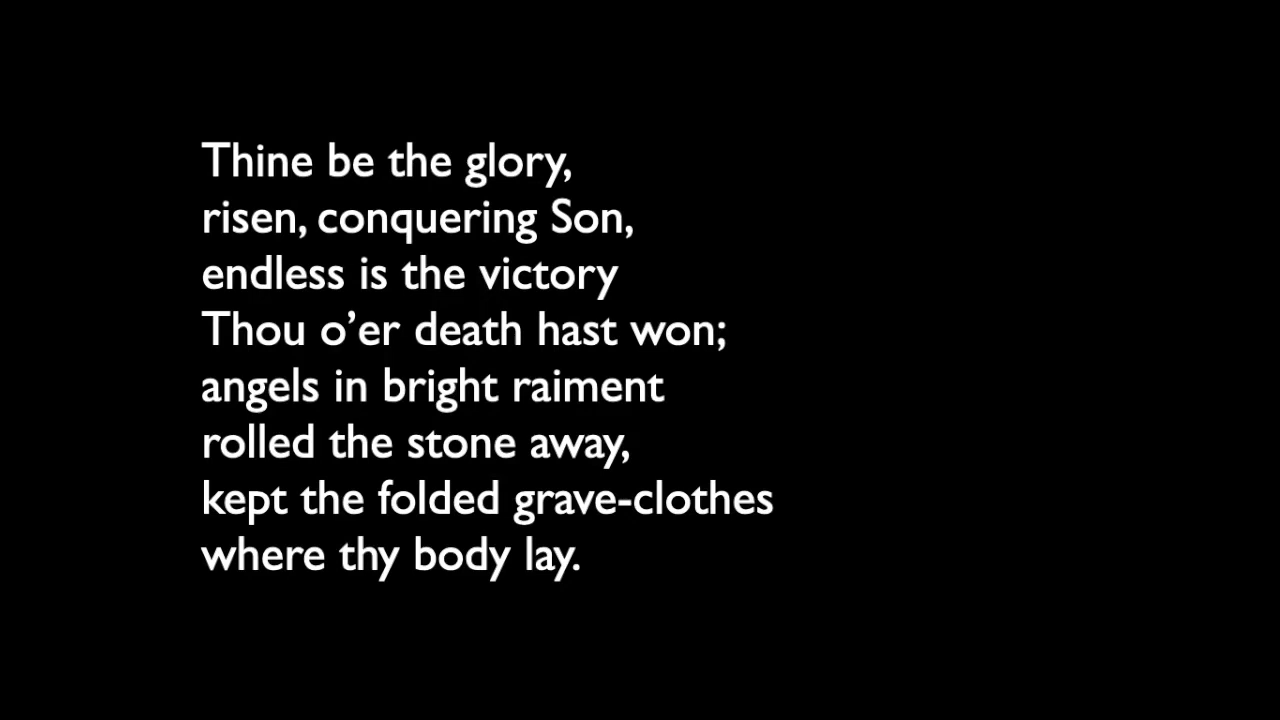 Thine be the glory,
risen, conquering Son,
endless is the victory
Thou o’er death hast won;
angels in bright raiment
rolled the stone away,
kept the folded grave-clothes
where thy body lay.